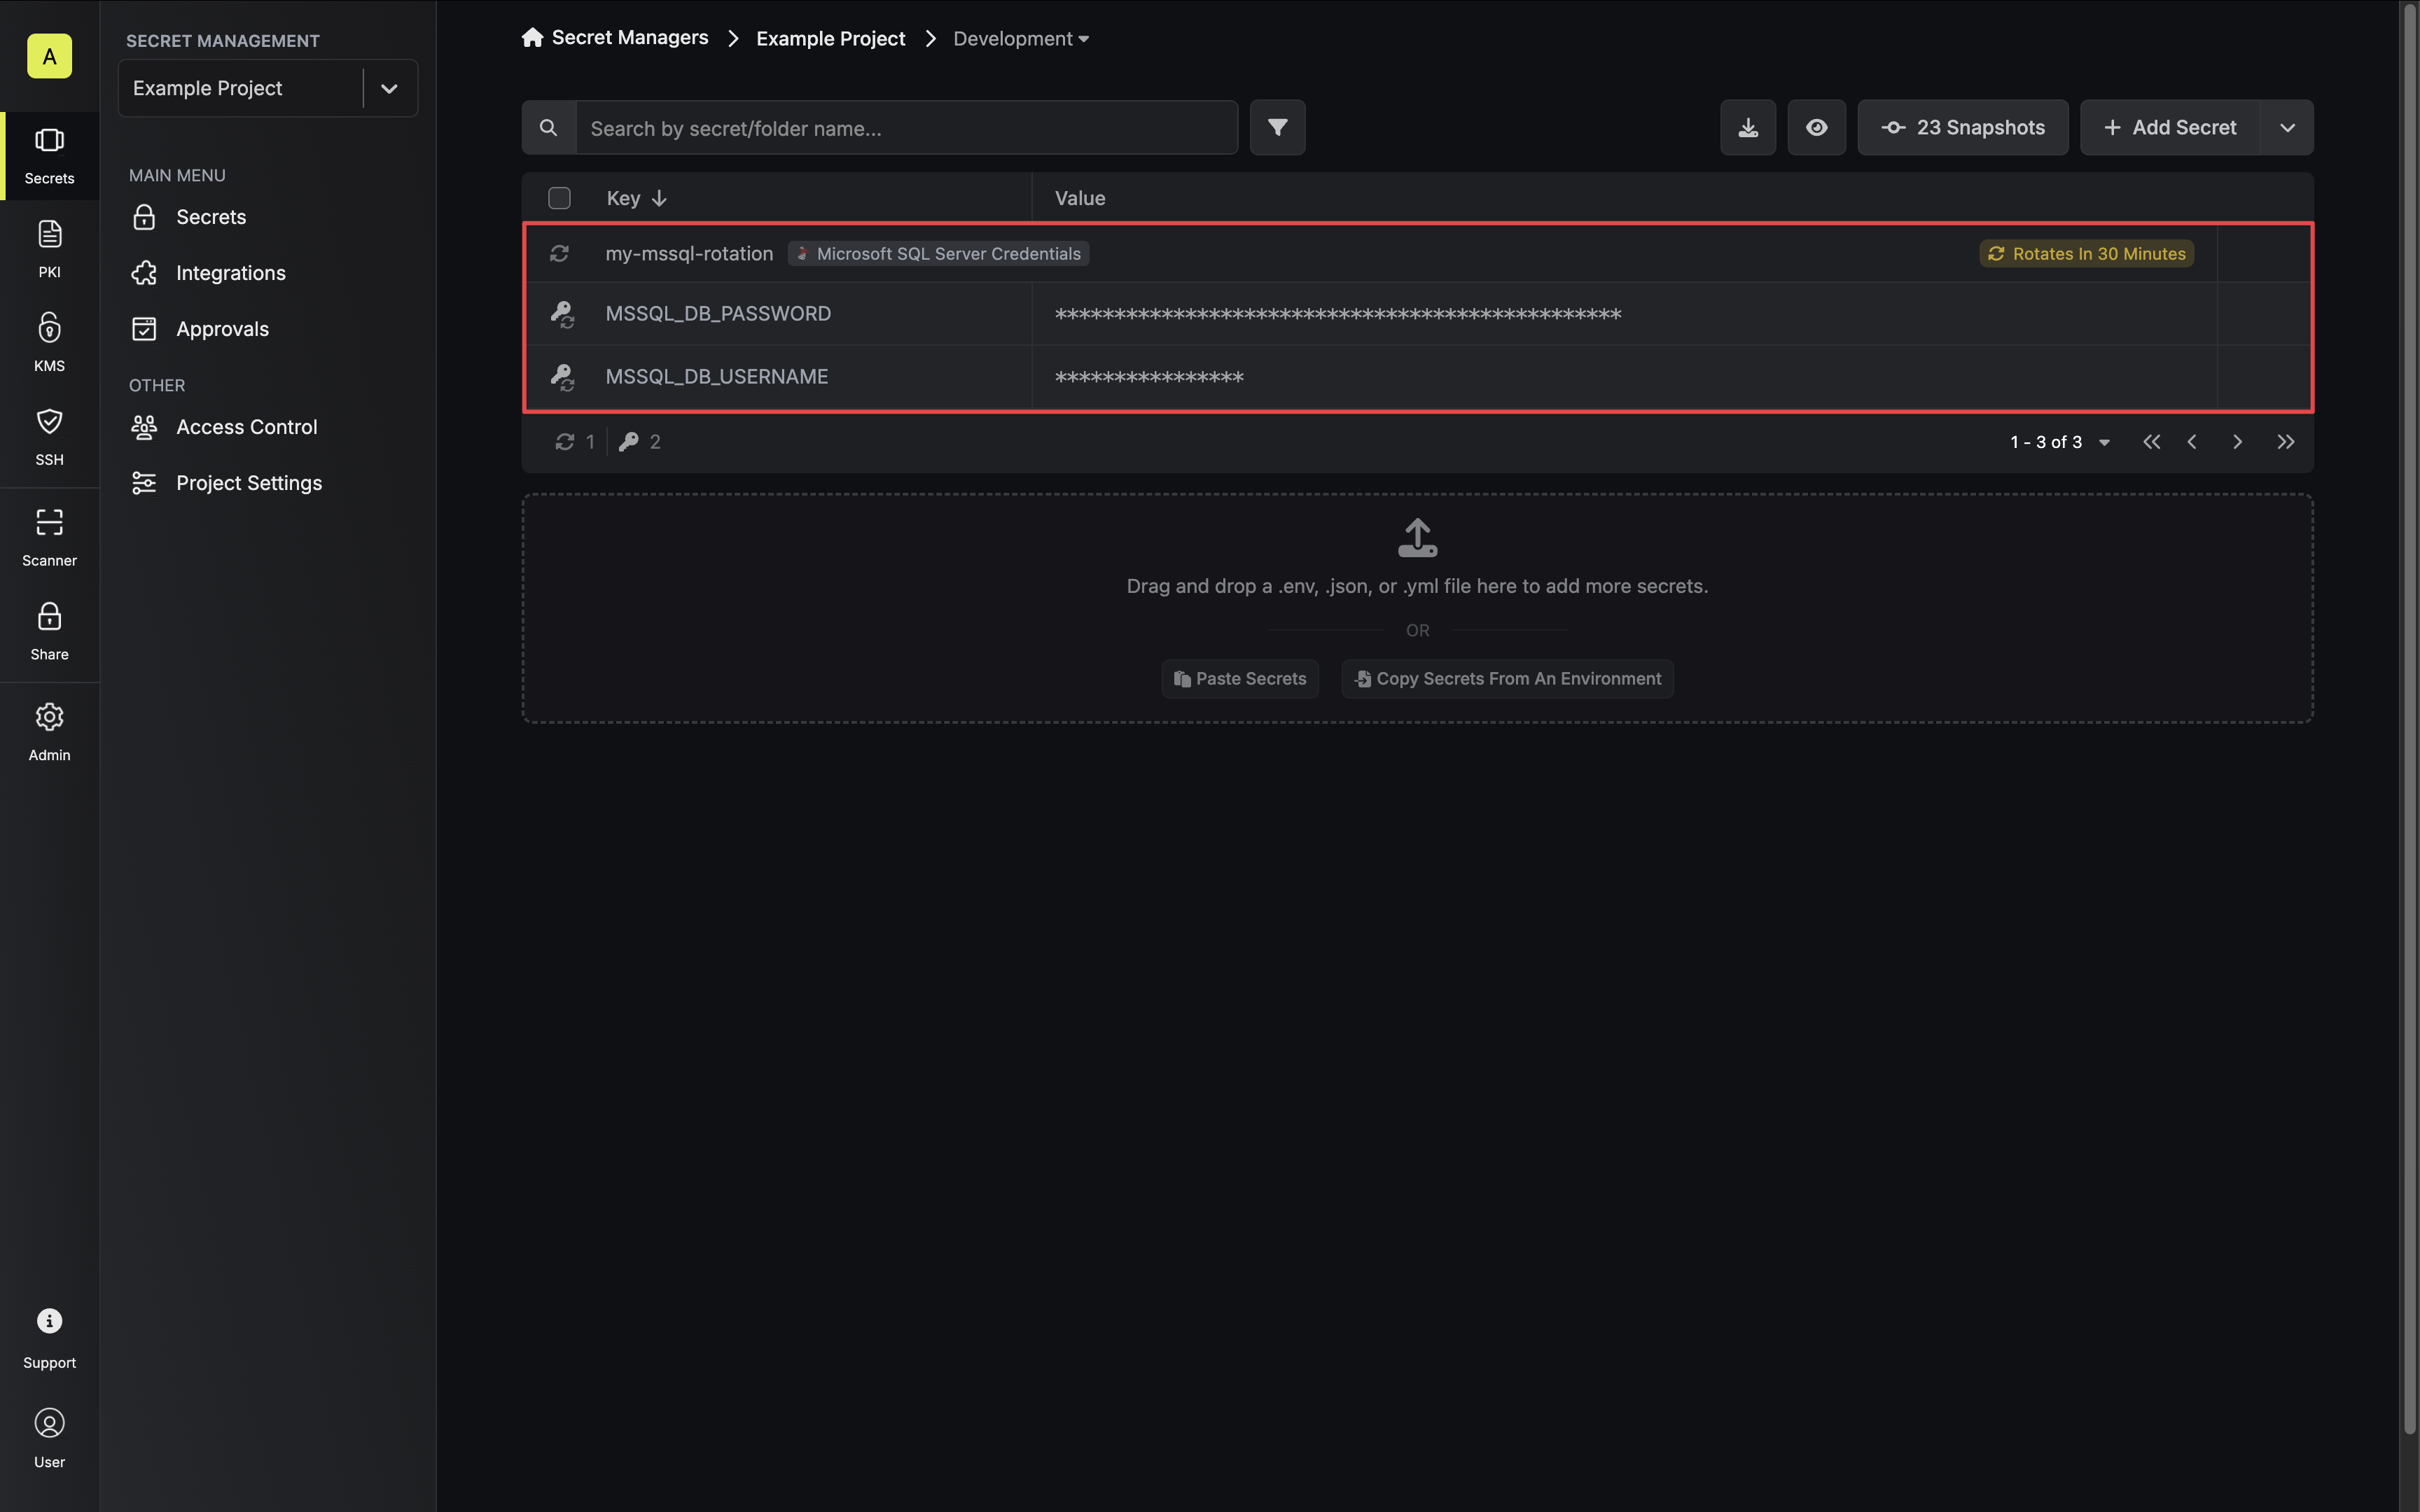 A
Secrets
PKI
KMS
SSH
Scanner
Share
Admin
Support
User
SECRET MANAGEMENT
Example Project
MAIN MENU
Secrets
Integrations
Approvals
OTHER
Access Control
Project Settings
Secret Managers
Example Project
Development
Search by secret/folder name...
23 Snapshots
+ Add Secret
Key
Value
my-mssql-rotation
Microsoft SQL Server Credentials
Rotates In 30 Minutes
MSSQL_DB_PASSWORD
************************************************
MSSQL_DB_USERNAME
****************
1
2
1 - 3 of 3
Drag and drop a .env, .json, or .yml file here to add more secrets.
OR
Paste Secrets
Copy Secrets From An Environment